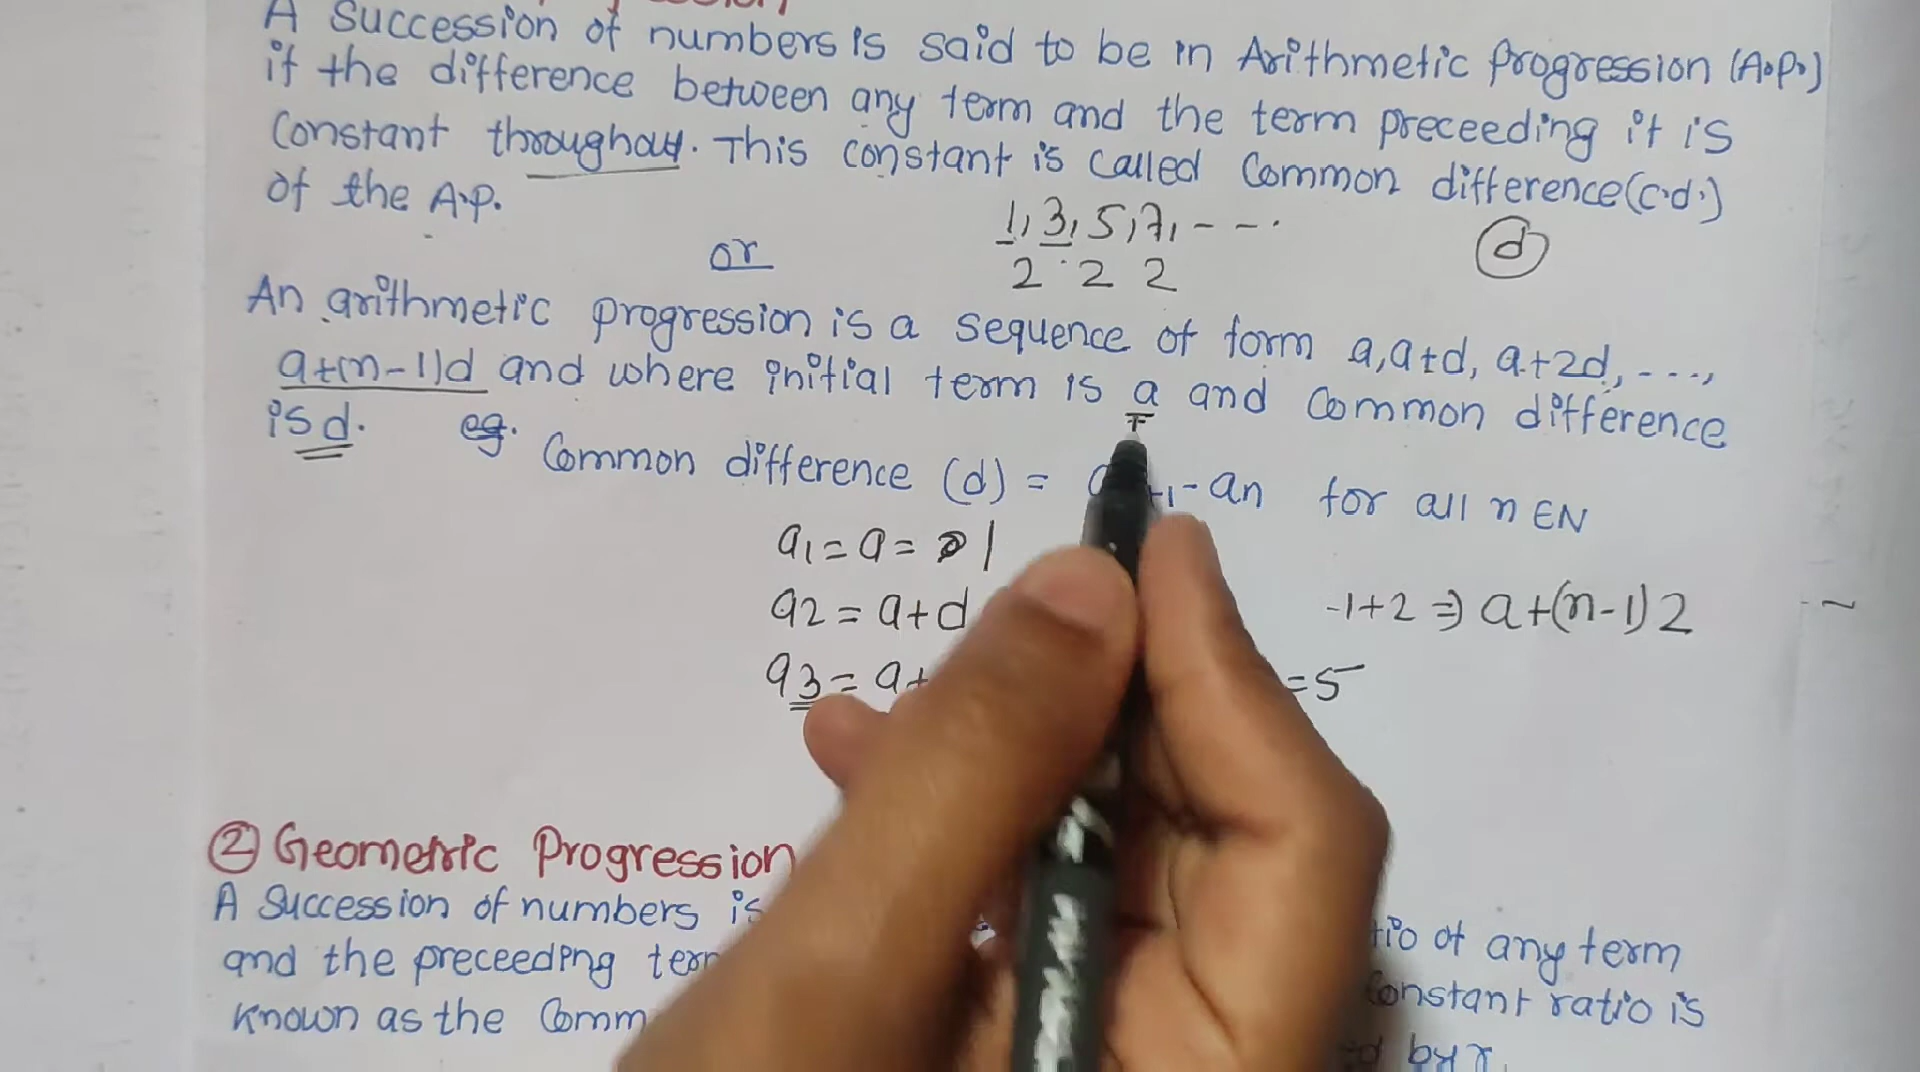 A succession of numbers is said to be in Arithmetic Progression (A.P.)
if the difference between any term and the term preceeding it is
constant throughout. This constant is called Common difference (c.d.)
of the A.P.
1, 3, 5, 7, - - ·
d
or
2 2 2
An arithmetic progression is a sequence of form a, a+d, a+2d, ....,
a+(n-1)d and where initial term is a and Common difference
is d. eg.
Common difference (d) = -an for all n ∈ N
a1 = a = 1
a2 = a+d -1+2 ⇒ a+(n-1)2
a3 = a+ =5
② Geometric Progression
A succession of numbers is of any term
and the preceeding constant ratio is
known as the by r